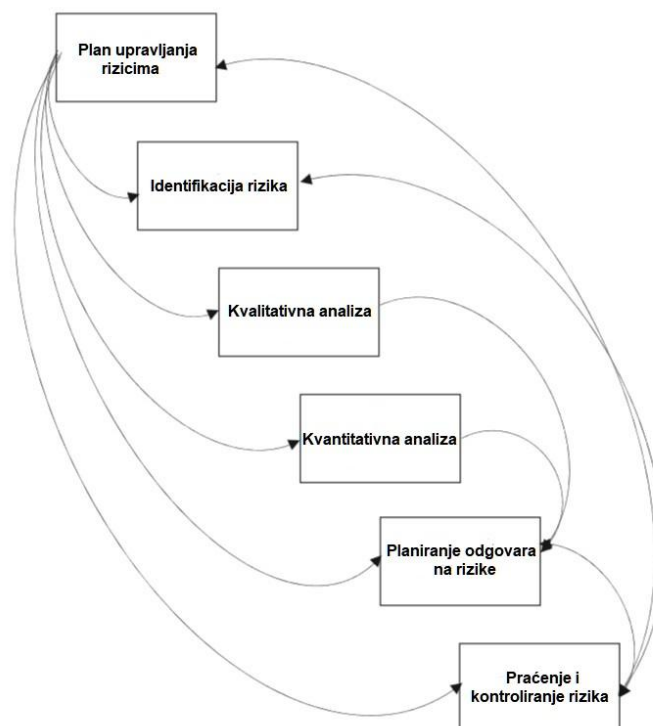 Plan upravljanja
rizicima
Identifikacija rizika
Kvalitativna analiza
Kvantitativna analiza
Planiranje odgovara
na rizike
Praćenje i
kontroliranje rizika